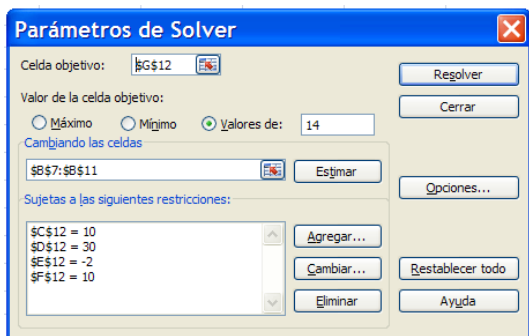 Parámetros de Solver
Celda objetivo: $G$12
Resolver
Valor de la celda objetivo:
Cerrar
Máximo Mínimo Valores de: 14
Cambiando las celdas
$B$7:$B$11 Estimar
Opciones...
Sujetas a las siguientes restricciones:
$C$12 = 10
$D$12 = 30
$E$12 = -2
$F$12 = 10
Agregar...
Cambiar...
Restablecer todo
Eliminar
Ayuda